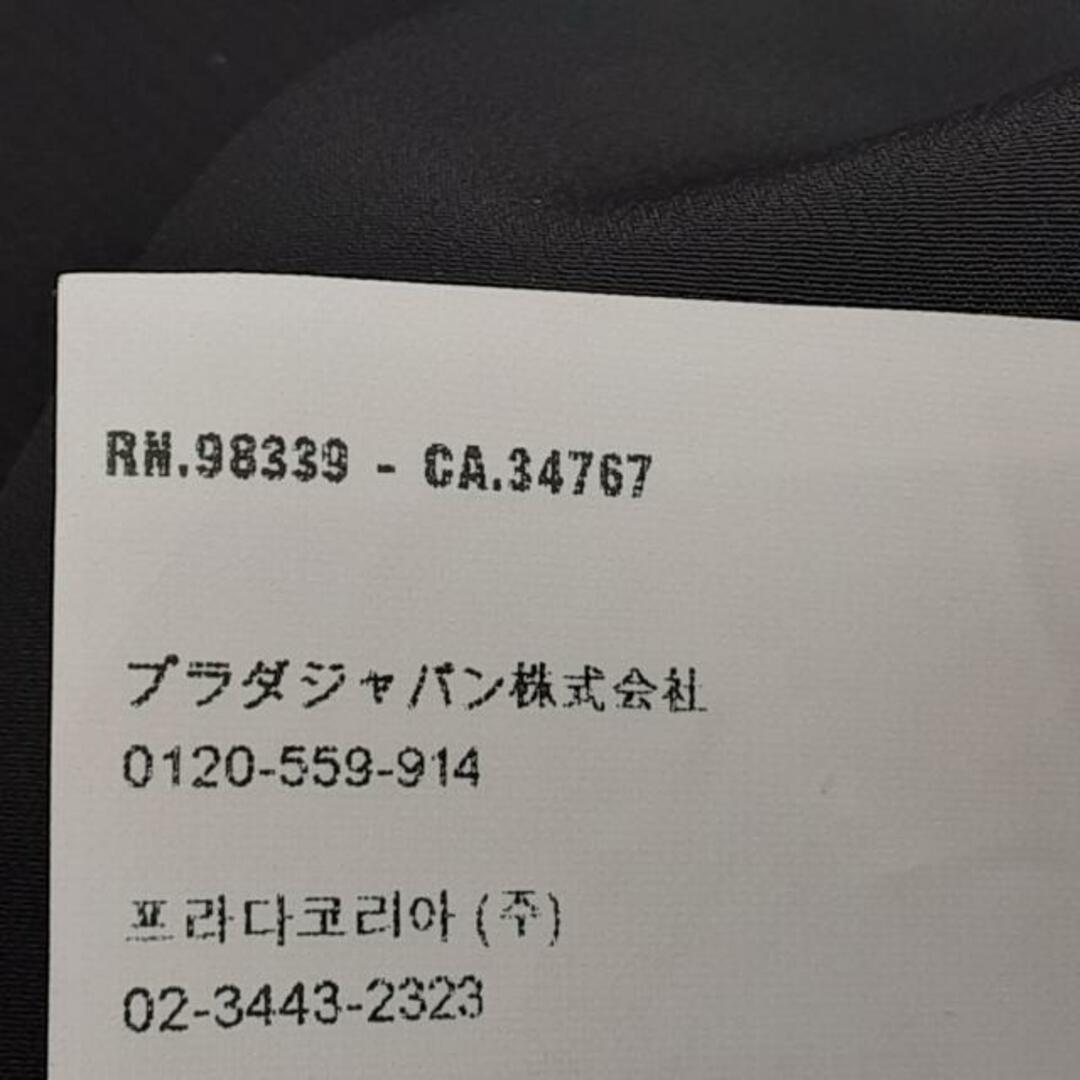 RN.98339 - CA.34767
プラダジャパン株式会社
0120-559-914
프라다코리아 (주)
02-3443-2323